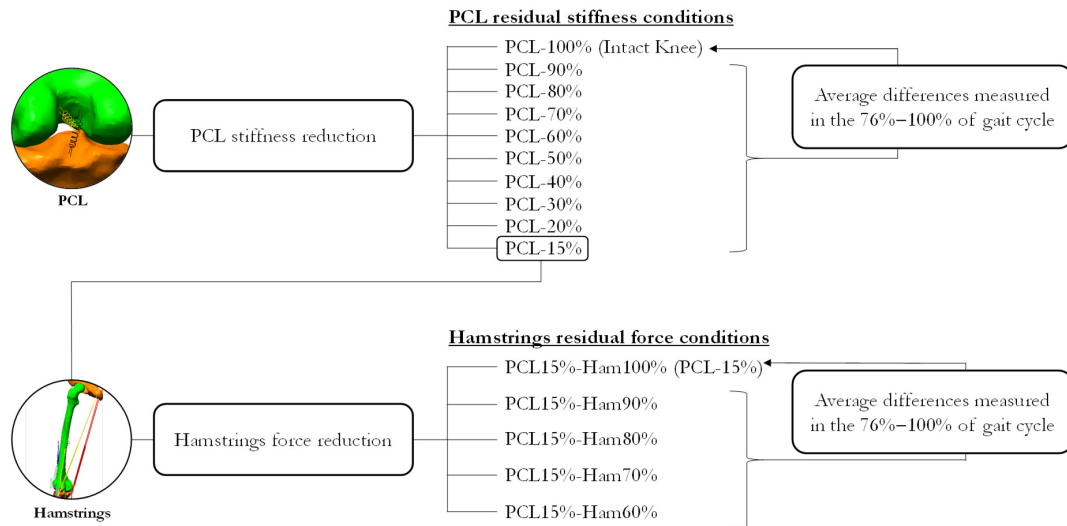 PCL residual stiffness conditions
PCL-100% (Intact Knee)
PCL-90%
PCL-80%
PCL-70%
PCL-60%
PCL-50%
PCL-40%
PCL-30%
PCL-20%
PCL-15%
PCL stiffness reduction
PCL
Average differences measured
in the 76%–100% of gait cycle
Hamstrings residual force conditions
PCL15%-Ham100% (PCL-15%)
PCL15%-Ham90%
PCL15%-Ham80%
PCL15%-Ham70%
PCL15%-Ham60%
Hamstrings force reduction
Hamstrings
Average differences measured
in the 76%–100% of gait cycle